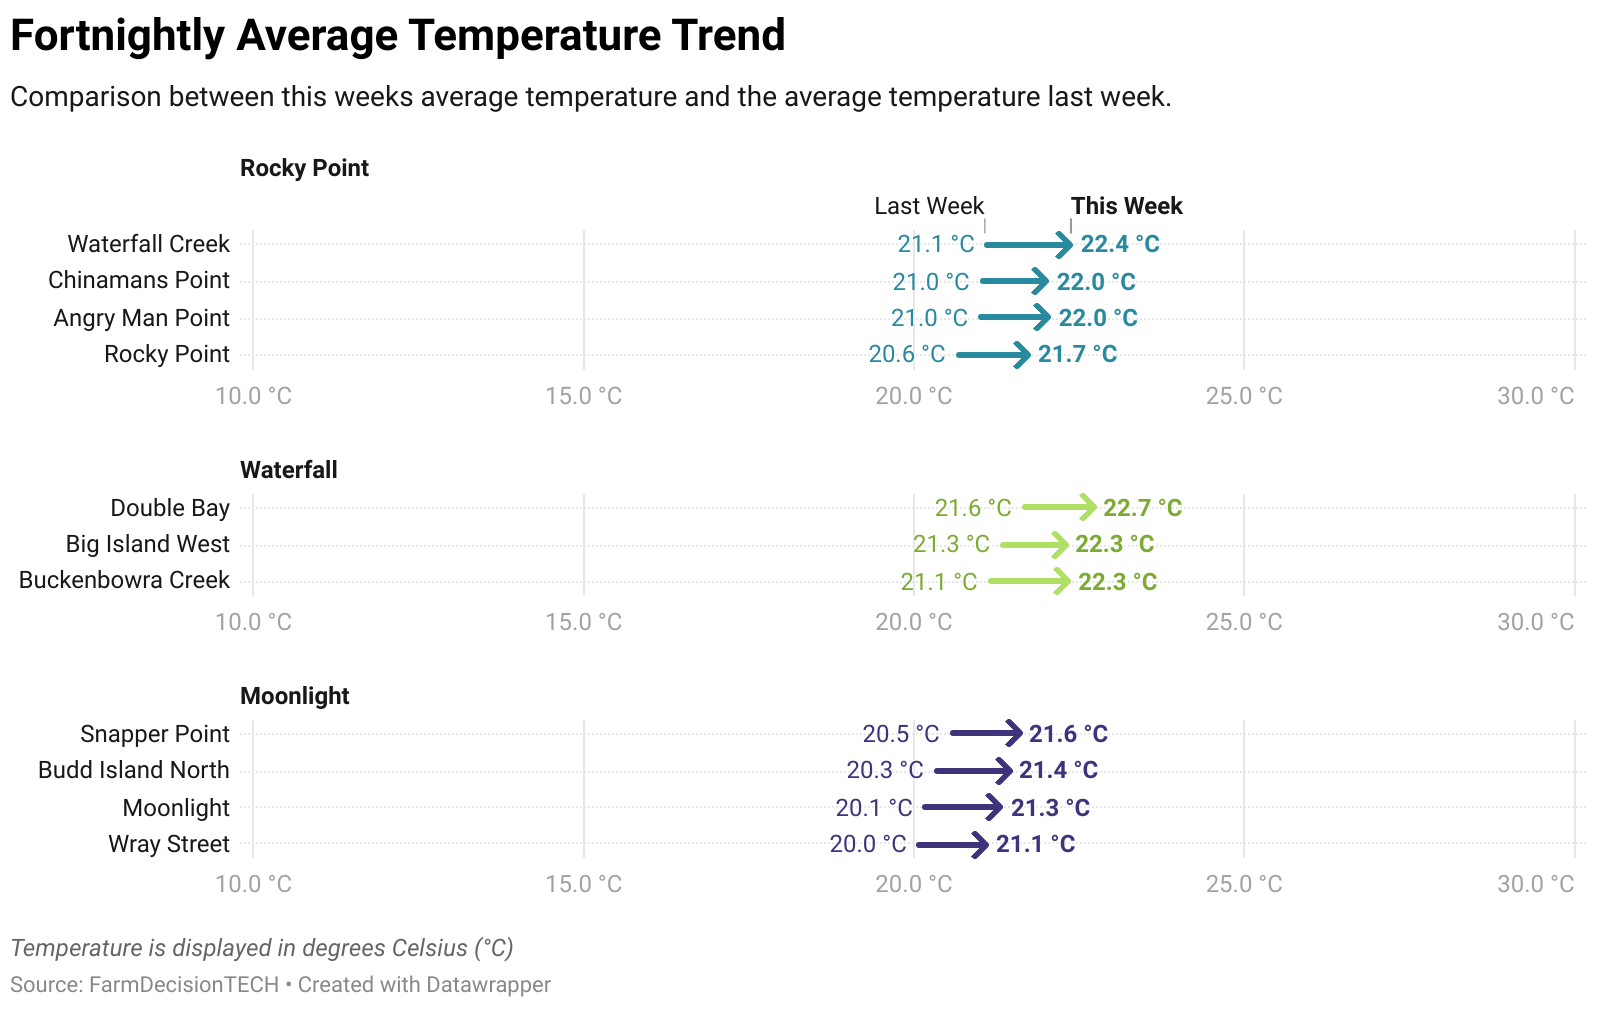 Fortnightly Average Temperature Trend
Comparison between this weeks average temperature and the average temperature last week.
Rocky Point
Last Week This Week
Waterfall Creek 21.1 °C 22.4 °C
Chinamans Point 21.0 °C 22.0 °C
Angry Man Point 21.0 °C 22.0 °C
Rocky Point 20.6 °C 21.7 °C
10.0 °C 15.0 °C 20.0 °C 25.0 °C 30.0 °C
Waterfall
Double Bay 21.6 °C 22.7 °C
Big Island West 21.3 °C 22.3 °C
Buckenbowra Creek 21.1 °C 22.3 °C
10.0 °C 15.0 °C 20.0 °C 25.0 °C 30.0 °C
Moonlight
Snapper Point 20.5 °C 21.6 °C
Budd Island North 20.3 °C 21.4 °C
Moonlight 20.1 °C 21.3 °C
Wray Street 20.0 °C 21.1 °C
10.0 °C 15.0 °C 20.0 °C 25.0 °C 30.0 °C
Temperature is displayed in degrees Celsius (°C)
Source: FarmDecisionTECH • Created with Datawrapper